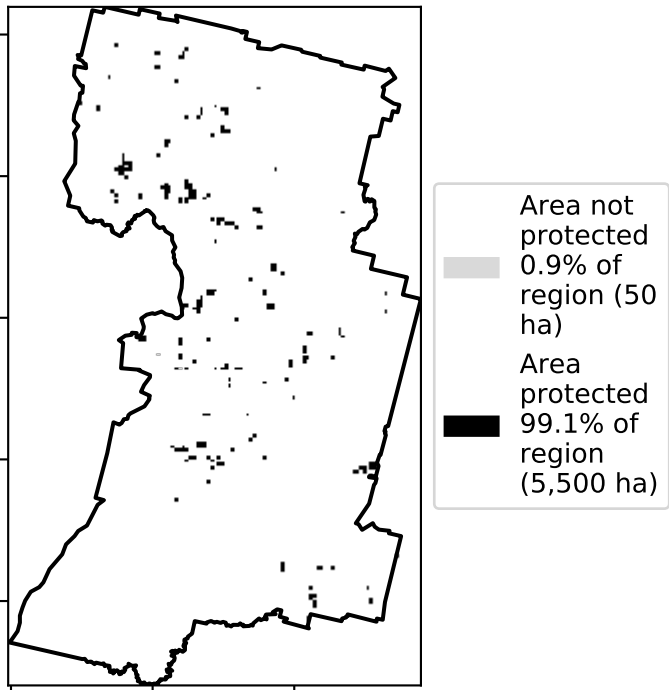 Area not
protected
0.9% of
region (50
ha)
Area
protected
99.1% of
region
(5,500 ha)